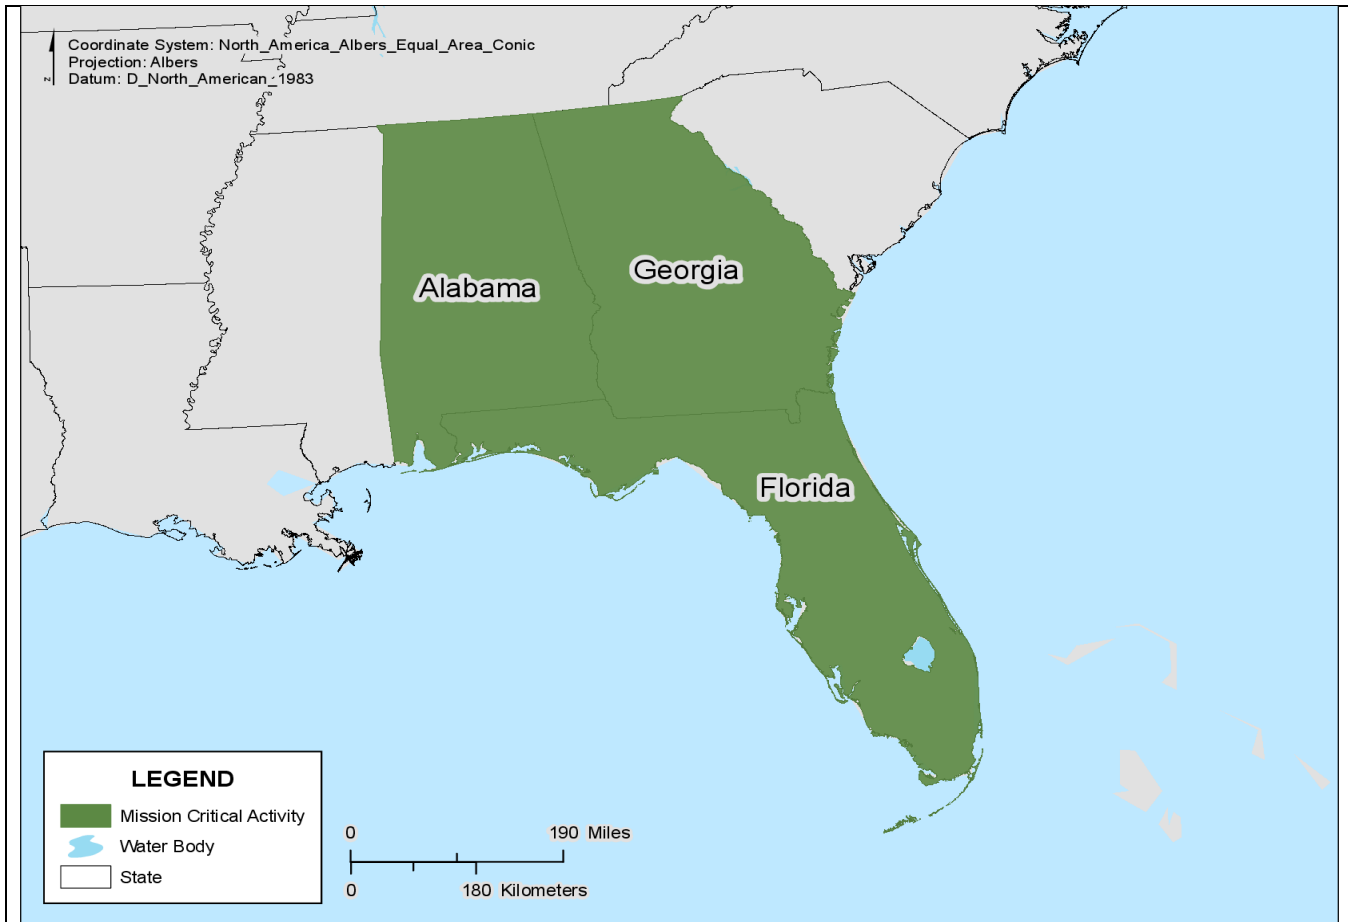 Coordinate System: North_America_Albers_Equal_Area_Conic
Projection: Albers
Datum: D_North_American_1983
N
Georgia
Alabama
Florida
LEGEND
Mission Critical Activity
Water Body
State
0 190 Miles
0 180 Kilometers